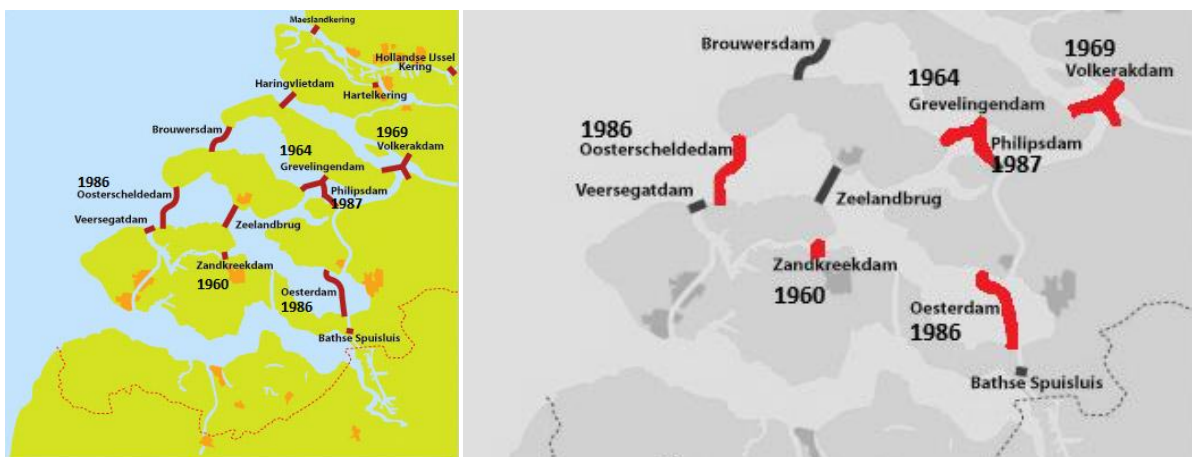 Maeslandkering
Hollandse IJssel
Kering
Hartelkering
Haringvlietdam
Brouwersdam
1969
Volkerakdam
1964
Grevelingendam
1986
Oosterscheldedam
Philipsdam
1987
Veersegatdam
Zeelandbrug
Zandkreekdam
1960
Oesterdam
1986
Bathse Spuisluis
Brouwersdam
1969
Volkerakdam
1964
Grevelingendam
1986
Oosterscheldedam
Philipsdam
1987
Veersegatdam
Zeelandbrug
Zandkreekdam
1960
Oesterdam
1986
Bathse Spuisluis